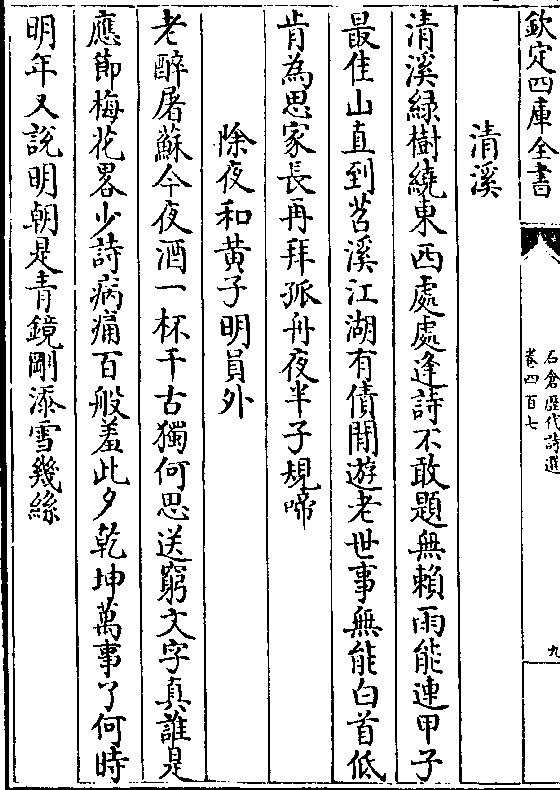 欽定四庫全書
石倉歷代詩選
卷四百七
九
清溪
清溪綠樹繞東西處處逢詩不敢題無賴雨能連甲子
最佳山直到苕溪江湖有債閒遊老世事無能白首低
肯為思家長再拜孤舟夜半子規啼
除夜和黃子明員外
老醉屠蘇今夜酒一杯千古獨何思送窮文字真誰是
應節梅花畧少詩病痛百般羞此夕乾坤萬事了何時
明年又說明朝是青鏡剛添雪幾絲